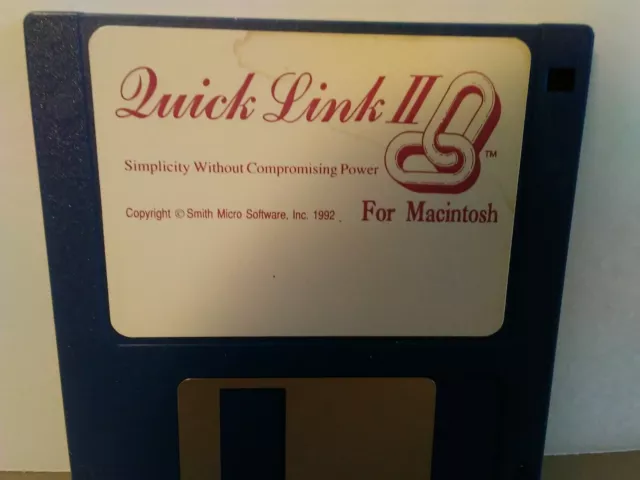 Quick Link II
TM
Simplicity Without Compromising Power
Copyright © Smith Micro Software, Inc. 1992.
For Macintosh